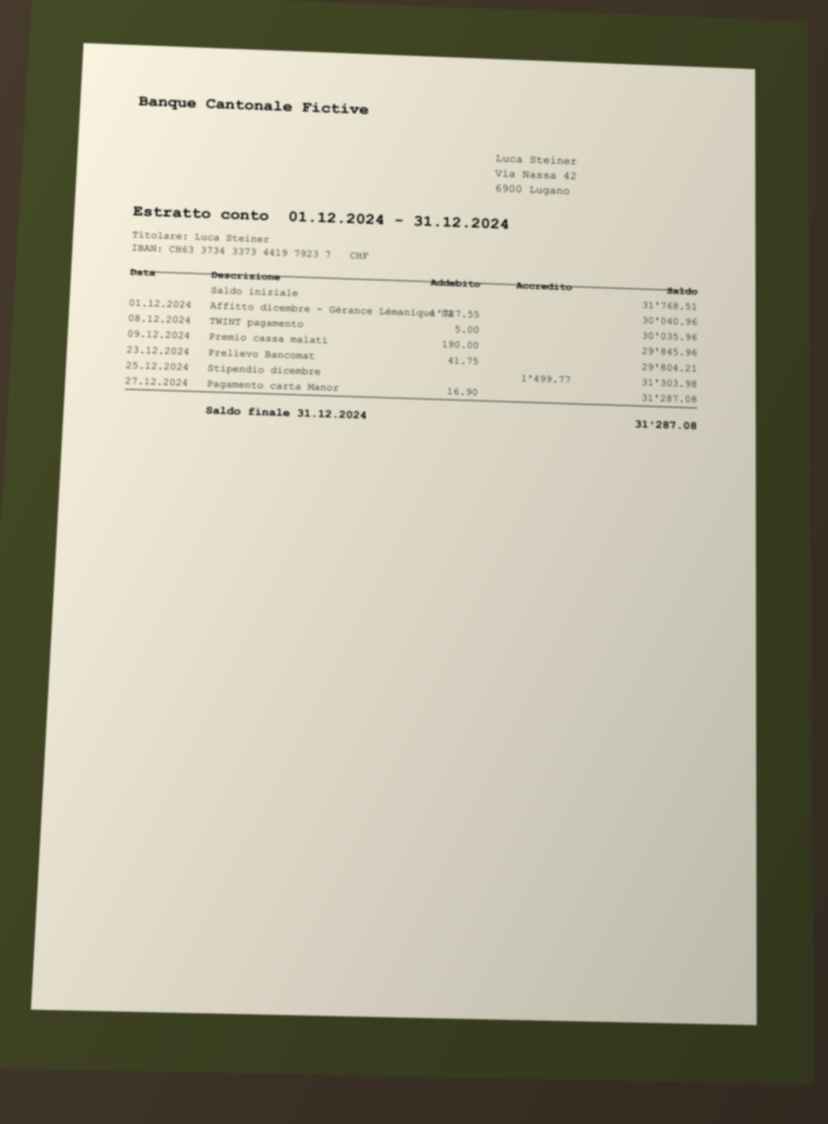 Banque Cantonale Fictive
Luca Steiner
Via Nassa 42
6900 Lugano
Estratto conto 01.12.2024 - 31.12.2024
Titolare: Luca Steiner
IBAN: CH63 3734 3373 4419 7923 7 CHF
Data Descrizione Addebito Accredito Saldo
Saldo iniziale 31'768.51
01.12.2024 Affitto dicembre - Gérance Lémanique SA 1'727.55 30'040.96
08.12.2024 TWINT pagamento 5.00 30'035.96
09.12.2024 Premio cassa malati 190.00 29'845.96
23.12.2024 Prelievo Bancomat 41.75 29'804.21
25.12.2024 Stipendio dicembre 1'499.77 31'303.98
27.12.2024 Pagamento carta Manor 16.90 31'287.08
Saldo finale 31.12.2024 31'287.08